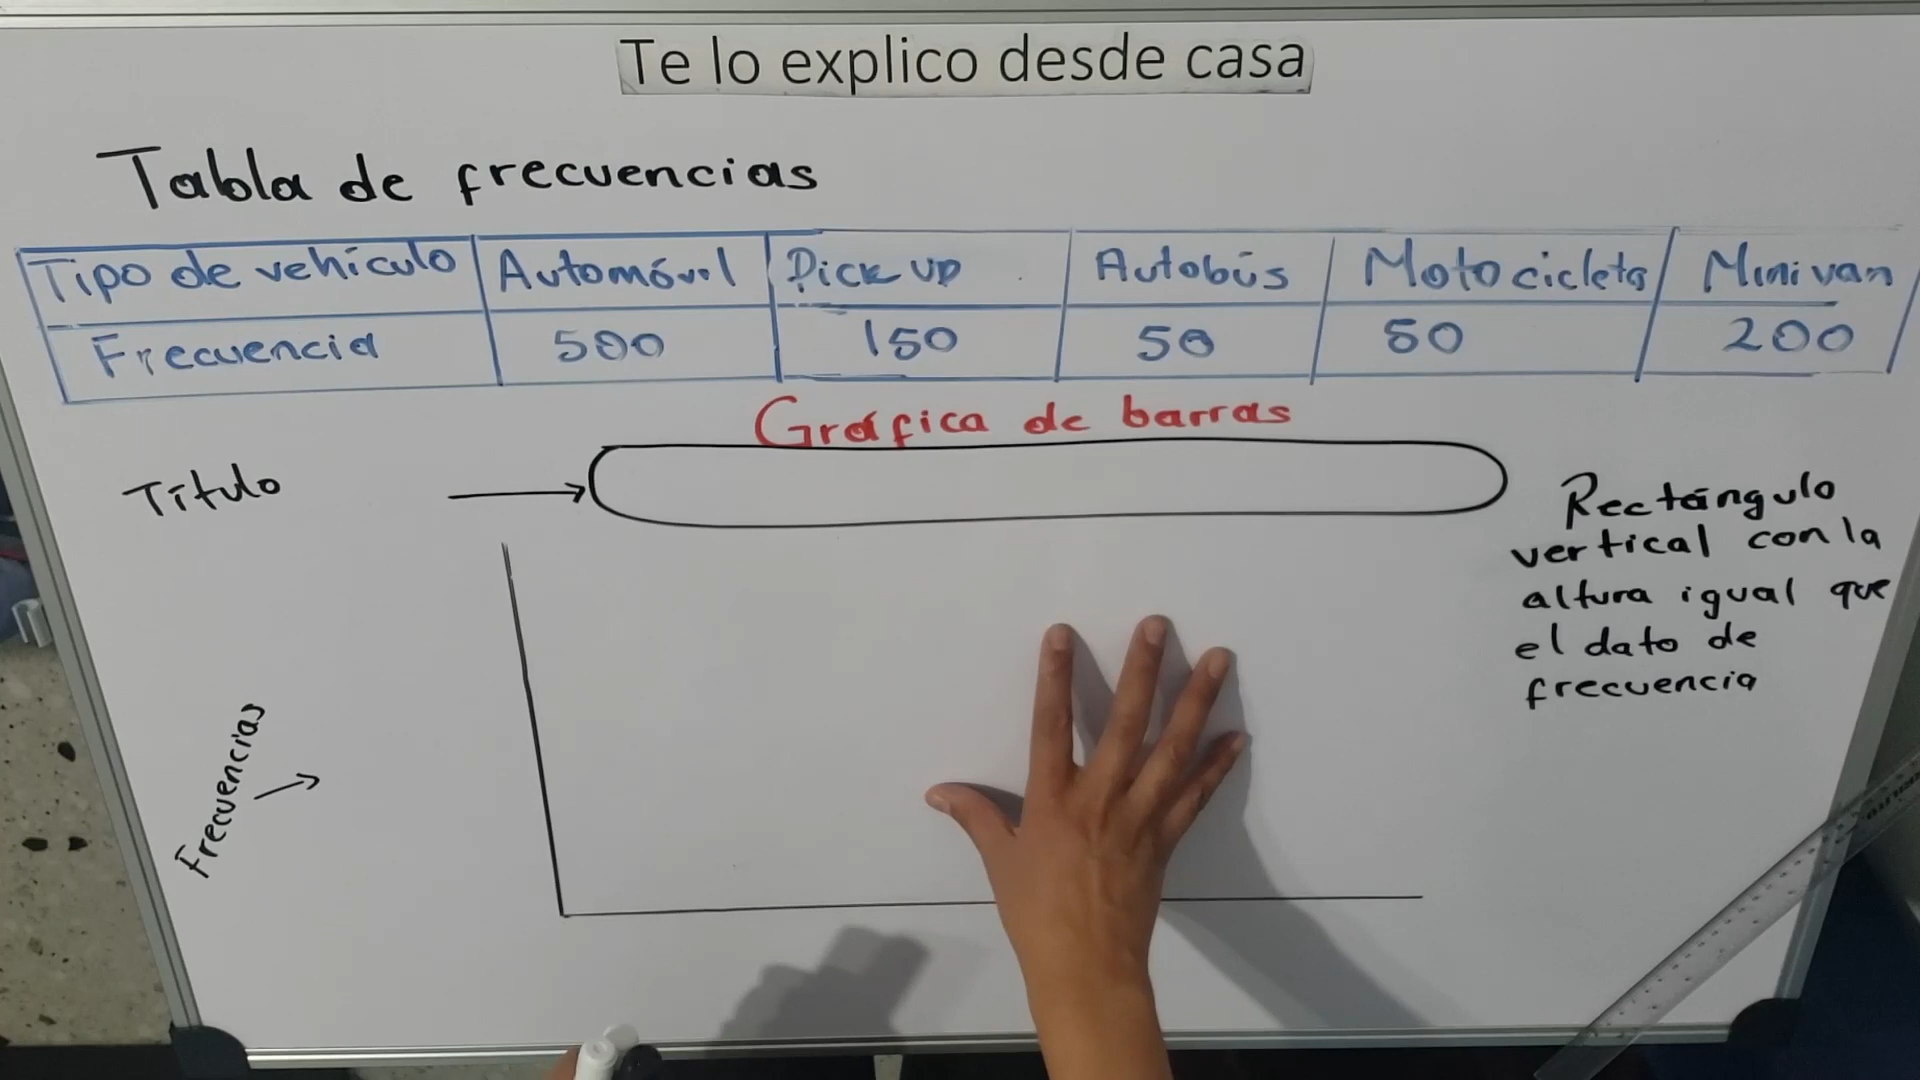 Te lo explico desde casa
Tabla de frecuencias
Tipo de vehículo Automóvil Pick up Autobús Motocicleta Minivan
Frecuencia 500 150 50 50 200
Gráfica de barras
Título
Rectángulo
vertical con la
altura igual que
el dato de
frecuencia
Frecuencias